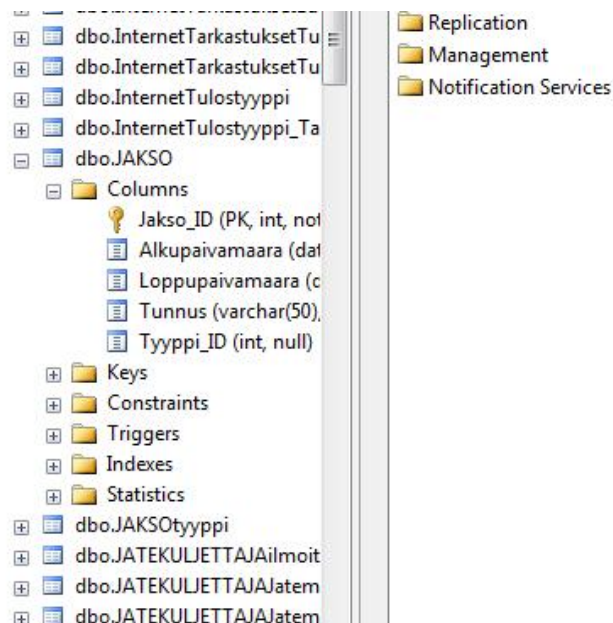 dbo.InternetTarkastuksetTu
dbo.InternetTarkastuksetTu
dbo.InternetTulostyyppi
dbo.InternetTulostyyppi_Ta
dbo.JAKSO
Columns
Jakso_ID (PK, int, not
Alkupaivamaara (dat
Loppupaivamaara (d
Tunnus (varchar(50),
Tyyppi_ID (int, null)
Keys
Constraints
Triggers
Indexes
Statistics
dbo.JAKSOtyyppi
dbo.JATEKULJETTAJAilmoit
dbo.JATEKULJETTAJAJatem
dbo.JATEKULJETTAJAJatem
Replication
Management
Notification Services